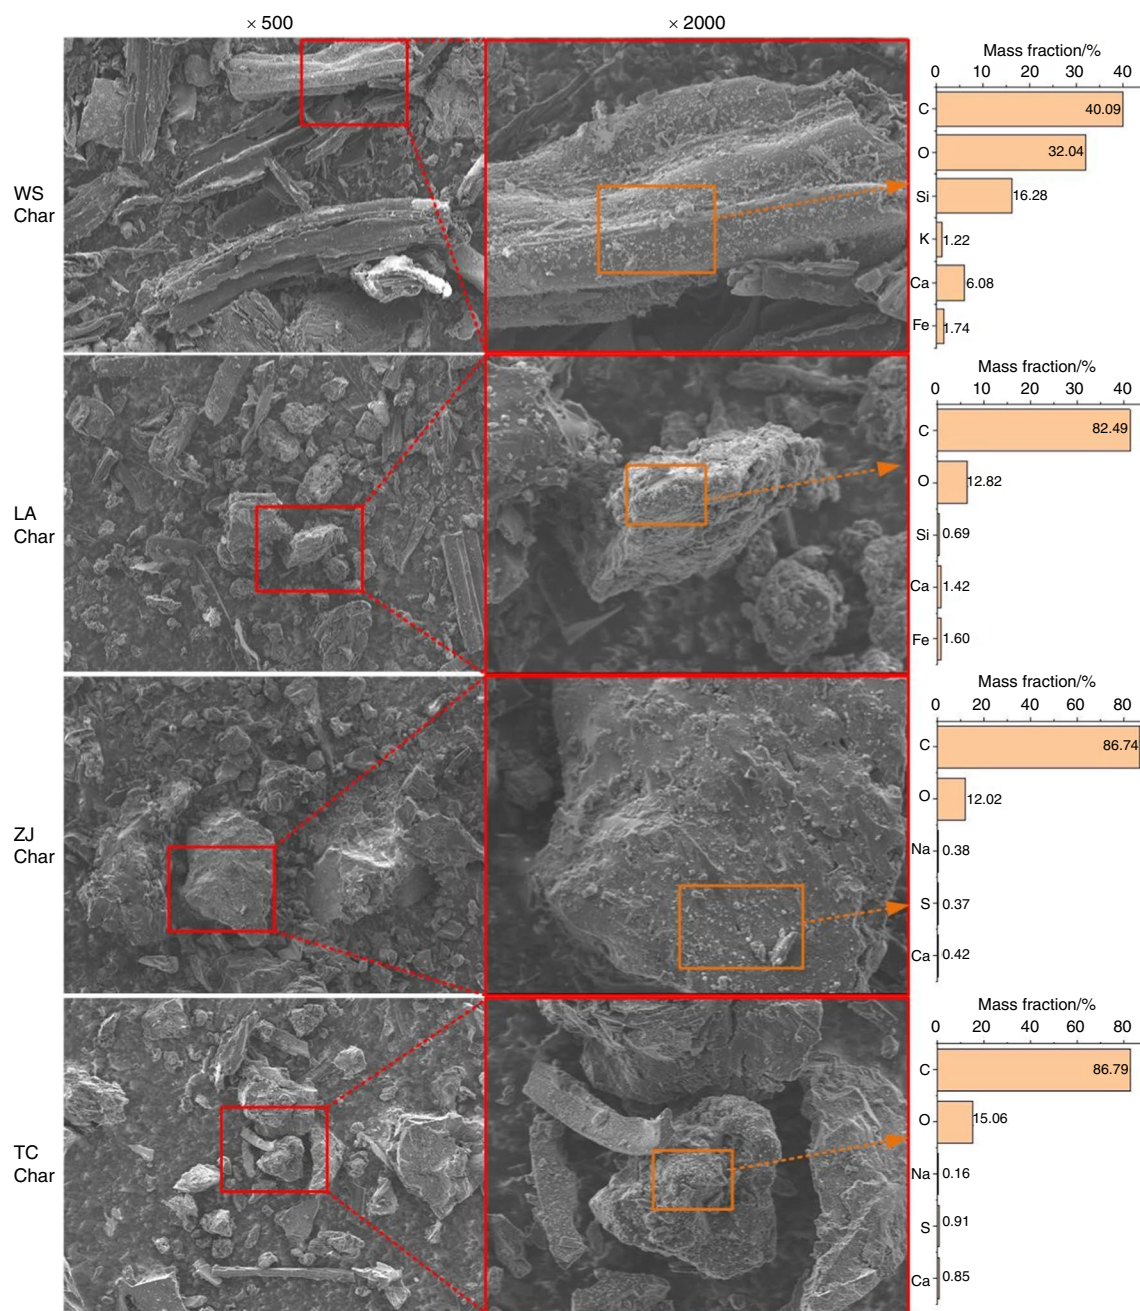 × 500
× 2000
WS
Char
Mass fraction/%
0 10 20 30 40
C 40.09
O 32.04
Si 16.28
K 1.22
Ca 6.08
Fe 1.74
LA
Char
Mass fraction/%
0 10 20 30 40
C 82.49
O 12.82
Si 0.69
Ca 1.42
Fe 1.60
ZJ
Char
Mass fraction/%
0 20 40 60 80
C 86.74
O 12.02
Na 0.38
S 0.37
Ca 0.42
TC
Char
Mass fraction/%
0 20 40 60 80
C 86.79
O 15.06
Na 0.16
S 0.91
Ca 0.85